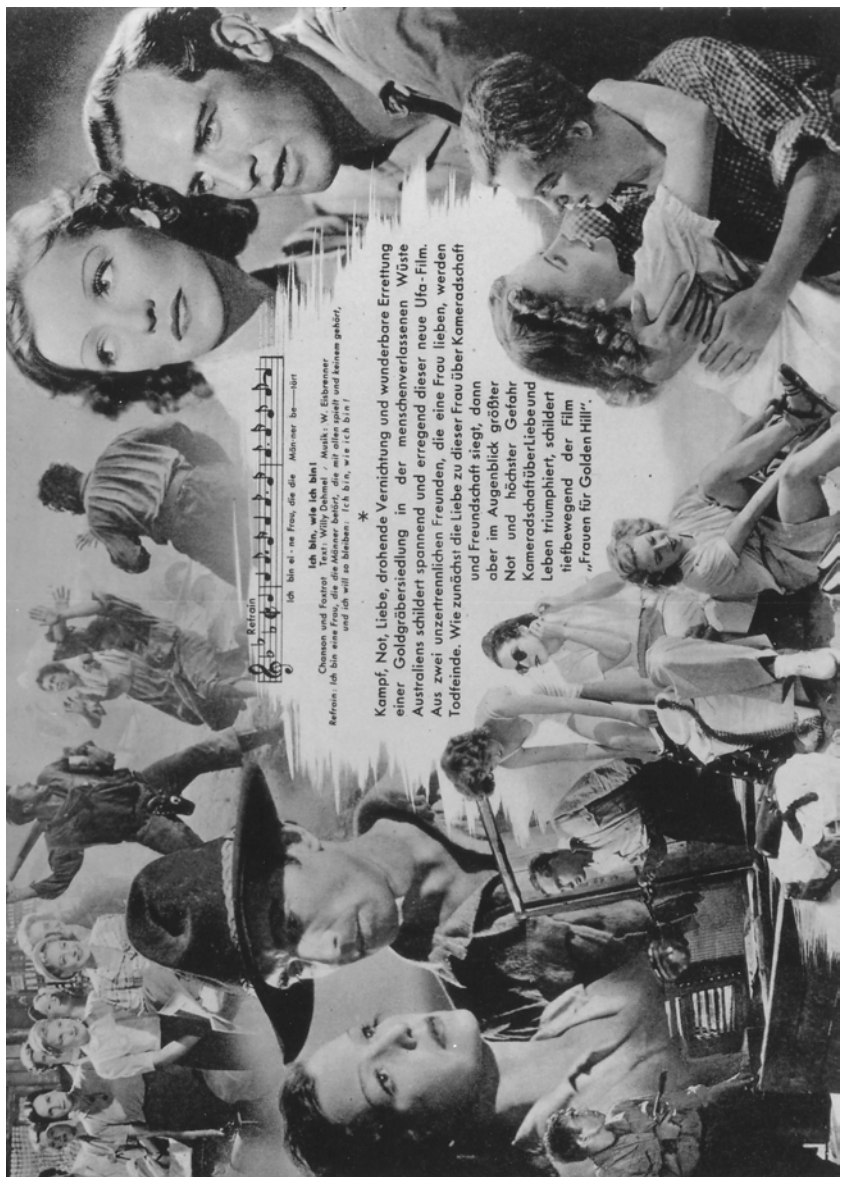 Refrain
Ich bin ei - ne Frau, die die Män-ner be—tört
Ich bin, wie ich bin!
Chanson und Foxtrot Text: Willy Dehmel / Musik: W. Eisbrenner
Refrain: Ich bin eine Frau, die die Männer betört, die mit allen spielt und keinem gehört,
und ich will so bleiben: Ich bin, wie ich bin!
*
Kampf, Not, Liebe, drohende Vernichtung und wunderbare Errettung
einer Goldgräbersiedlung in der menschenverlassenen Wüste
Australiens schildert spannend und erregend dieser neue Ufa-Film.
Aus zwei unzertrennlichen Freunden, die eine Frau lieben, werden
Todfeinde. Wie zunächst die Liebe zu dieser Frau über Kameradschaft
und Freundschaft siegt, dann
aber im Augenblick größter
Not und höchster Gefahr
Kameradschaft über Liebe und
Leben triumphiert, schildert
tiefbewegend der Film
„Frauen für Golden Hill".